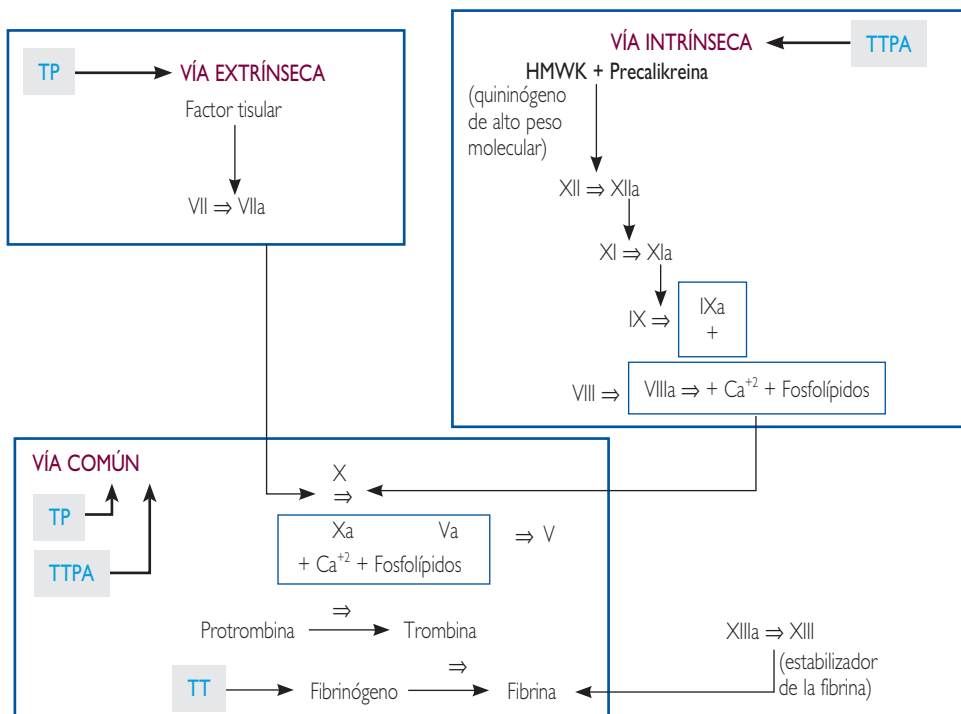 TP
VÍA EXTRÍNSECA
Factor tisular
VII ⇒ VIIa
VÍA INTRÍNSECA
TTPA
HMWK + Precalikreina
(quininógeno
de alto peso
molecular)
XII ⇒ XIIa
XI ⇒ XIa
IX ⇒
IXa
+
VIII ⇒
VIIIa ⇒ + Ca+2 + Fosfolípidos
VÍA COMÚN
TP
TTPA
X
⇒
Xa Va
+ Ca+2 + Fosfolípidos
⇒ V
⇒
Protrombina Trombina
⇒
TT
Fibrinógeno Fibrina
XIIIa ⇒ XIII
(estabilizador
de la fibrina)